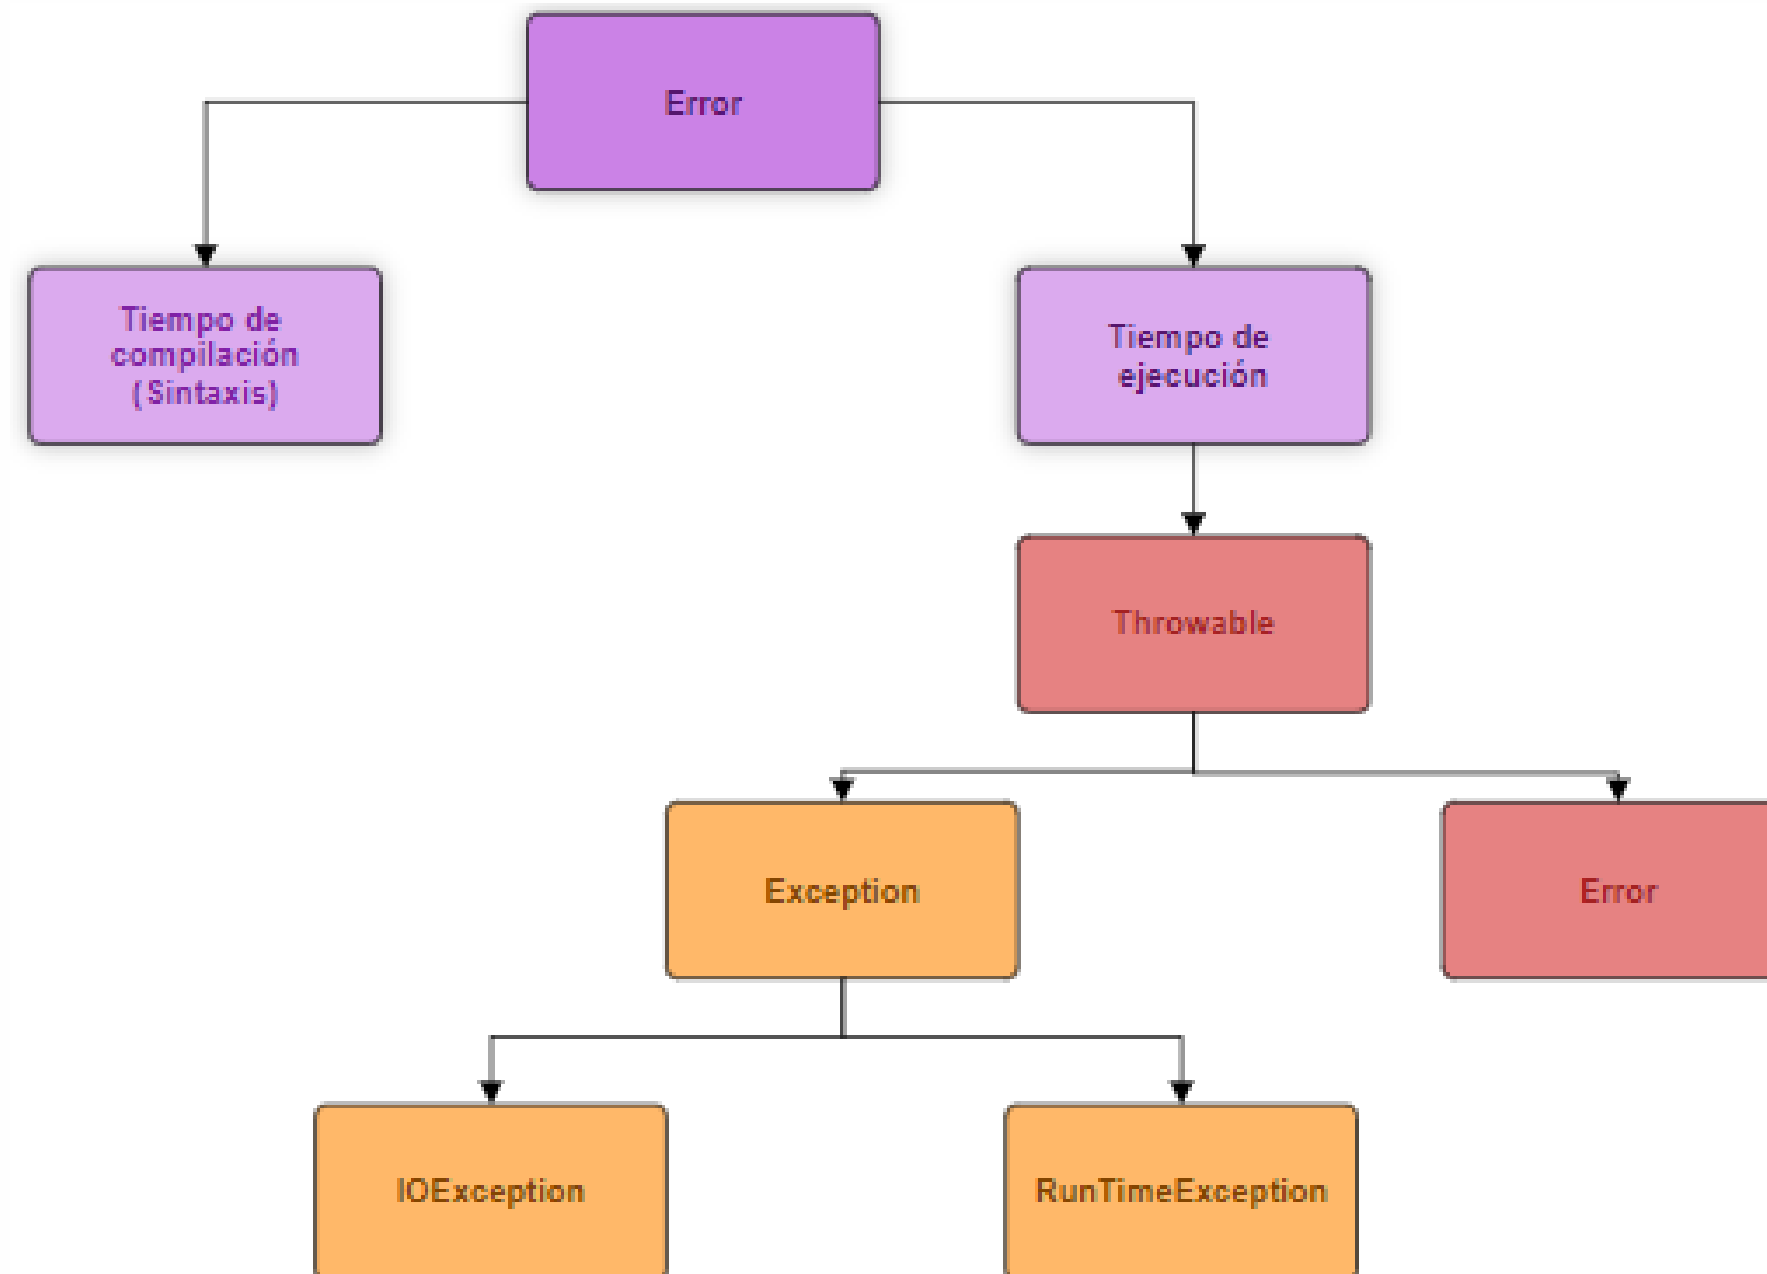 Error
Tiempo de
compilación
(Sintaxis)
Tiempo de
ejecución
Throwable
Exception
Error
IOException
RunTimeException